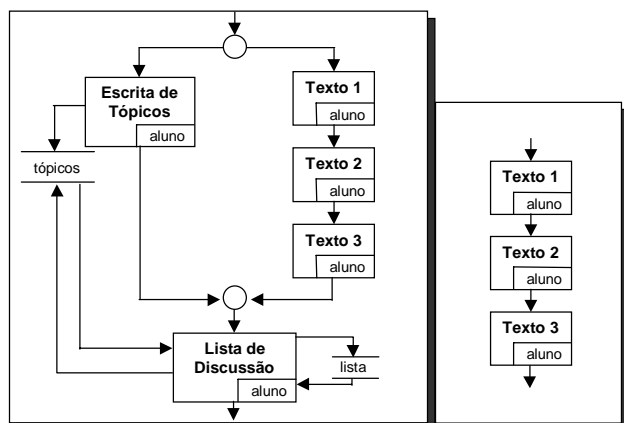 Escrita de
Tópicos
aluno
Texto 1
aluno
tópicos
Texto 2
aluno
Texto 3
aluno
Lista de
Discussão
aluno
lista
Texto 1
aluno
Texto 2
aluno
Texto 3
aluno